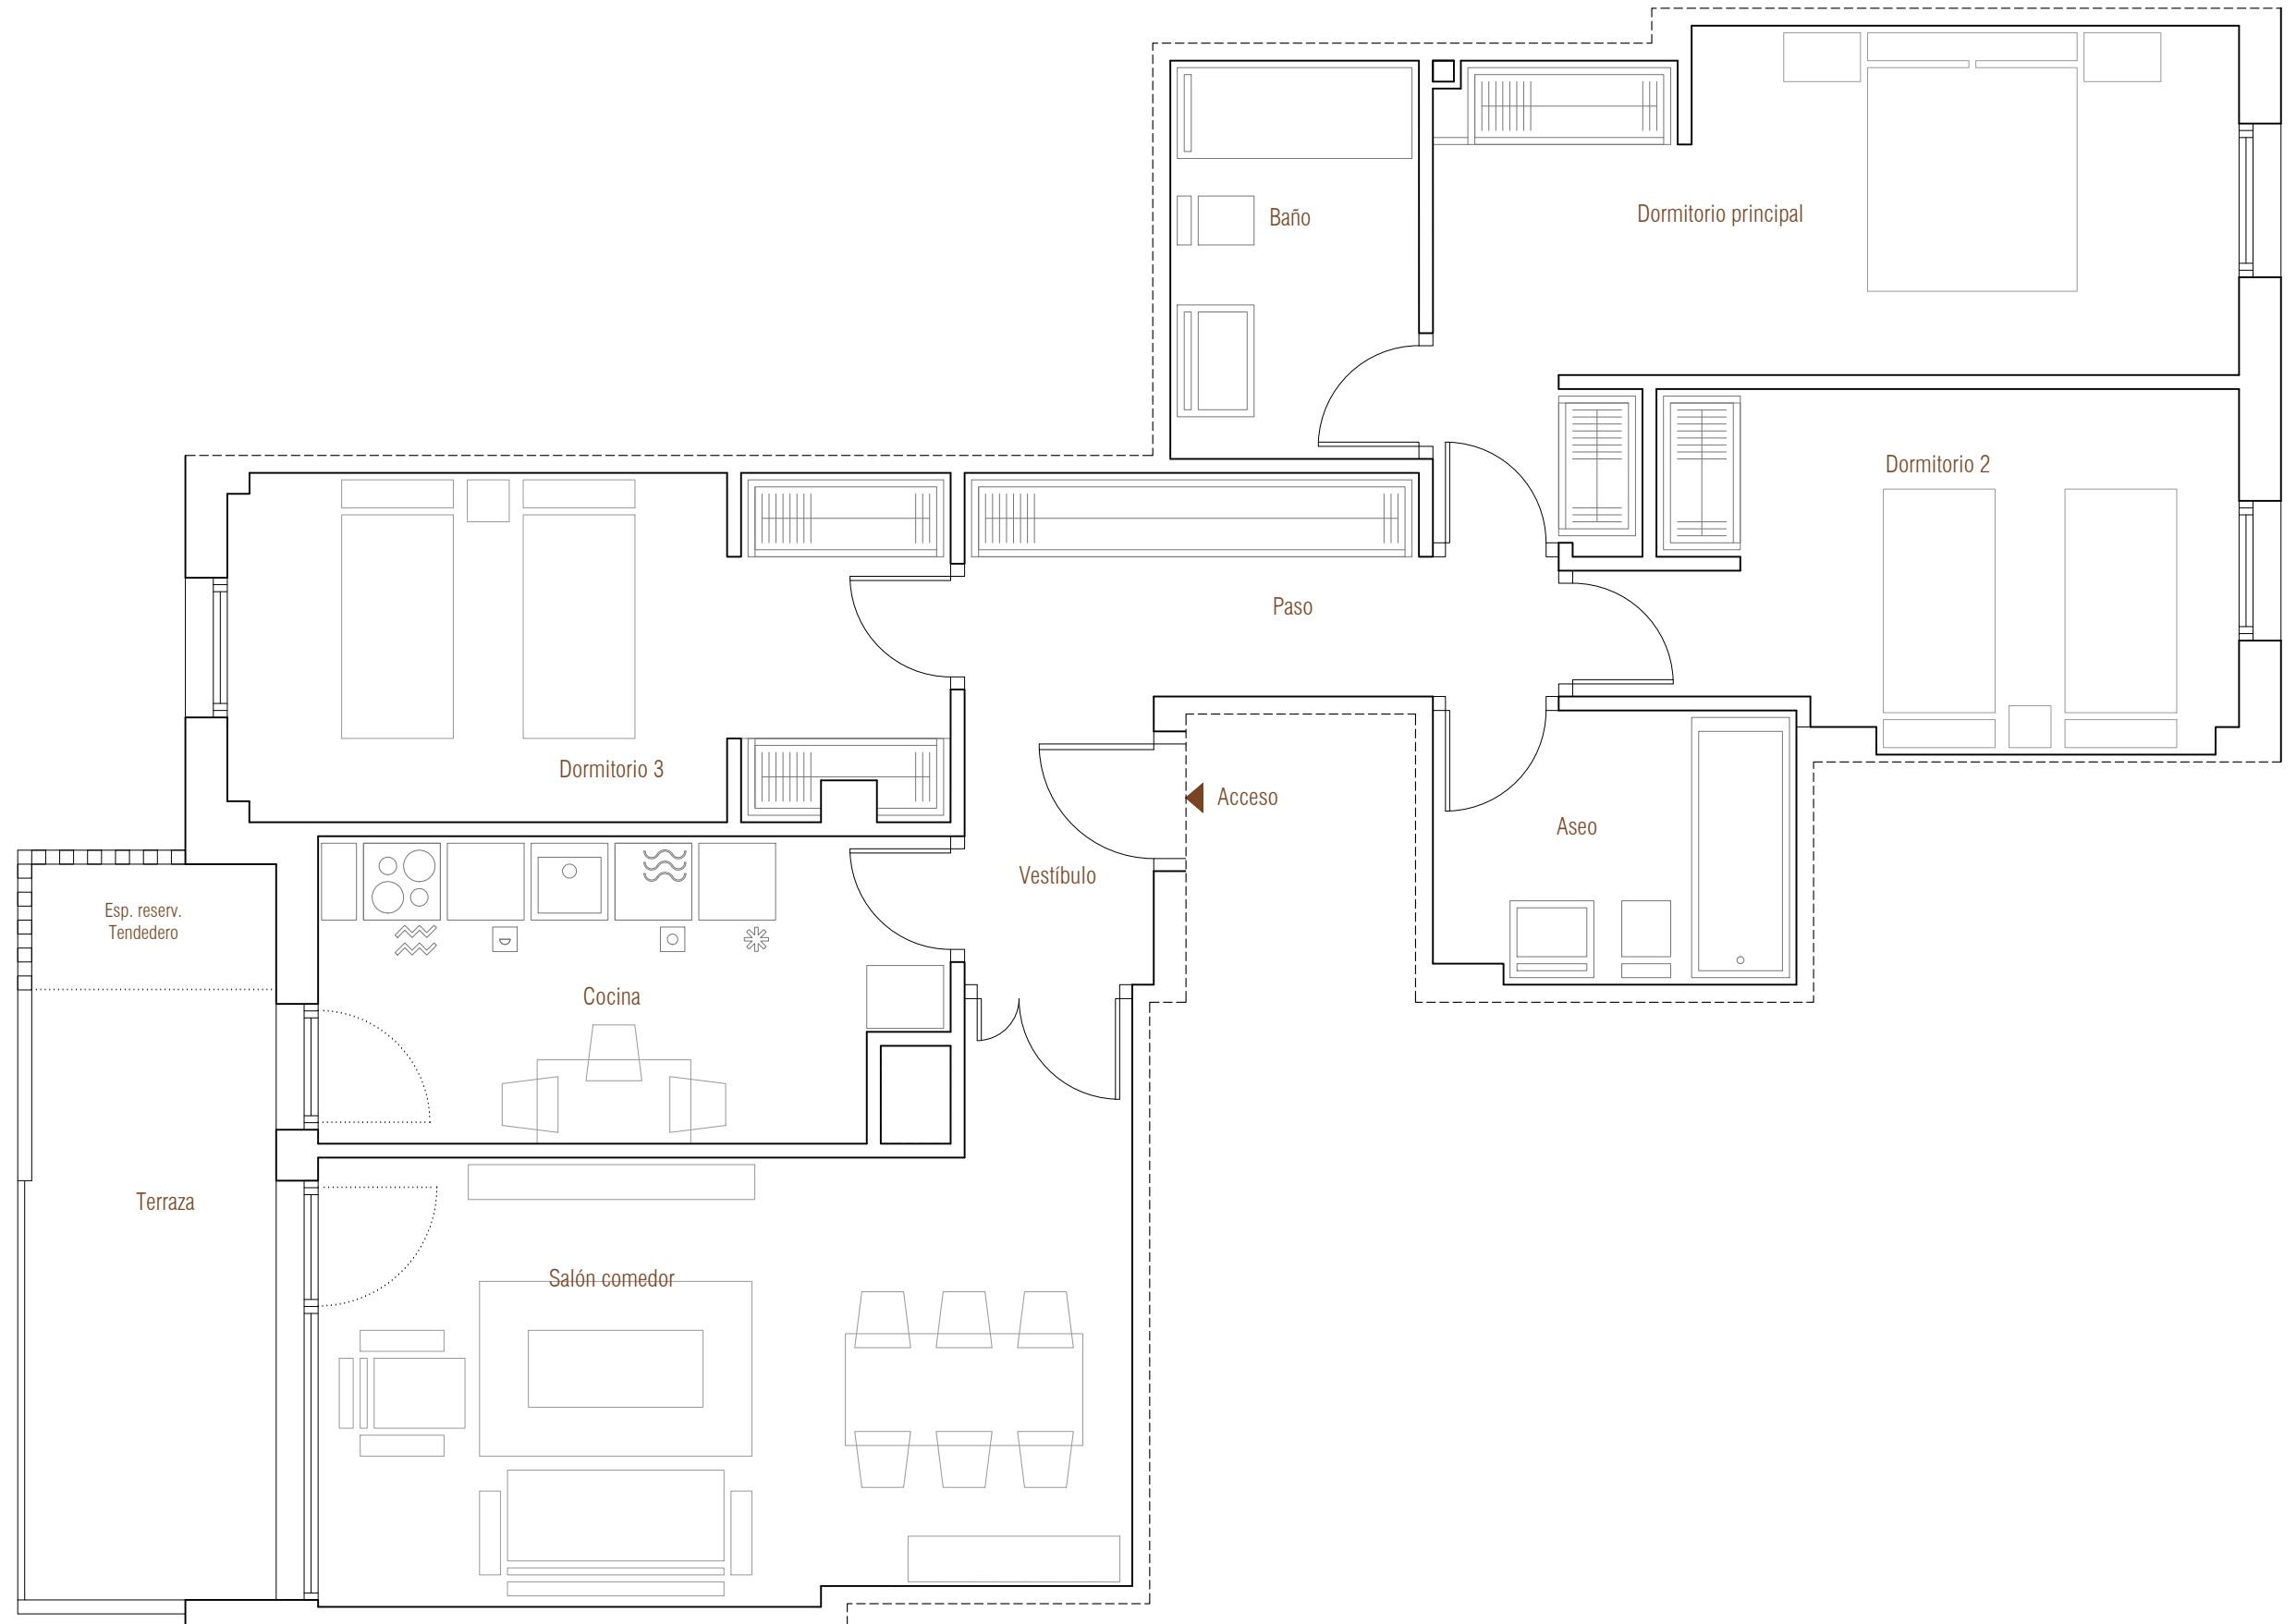 Baño
Dormitorio principal
Dormitorio 2
Paso
Dormitorio 3
Acceso
Aseo
Vestíbulo
Esp. reserv.
Tendedero
Cocina
Terraza
Salón comedor